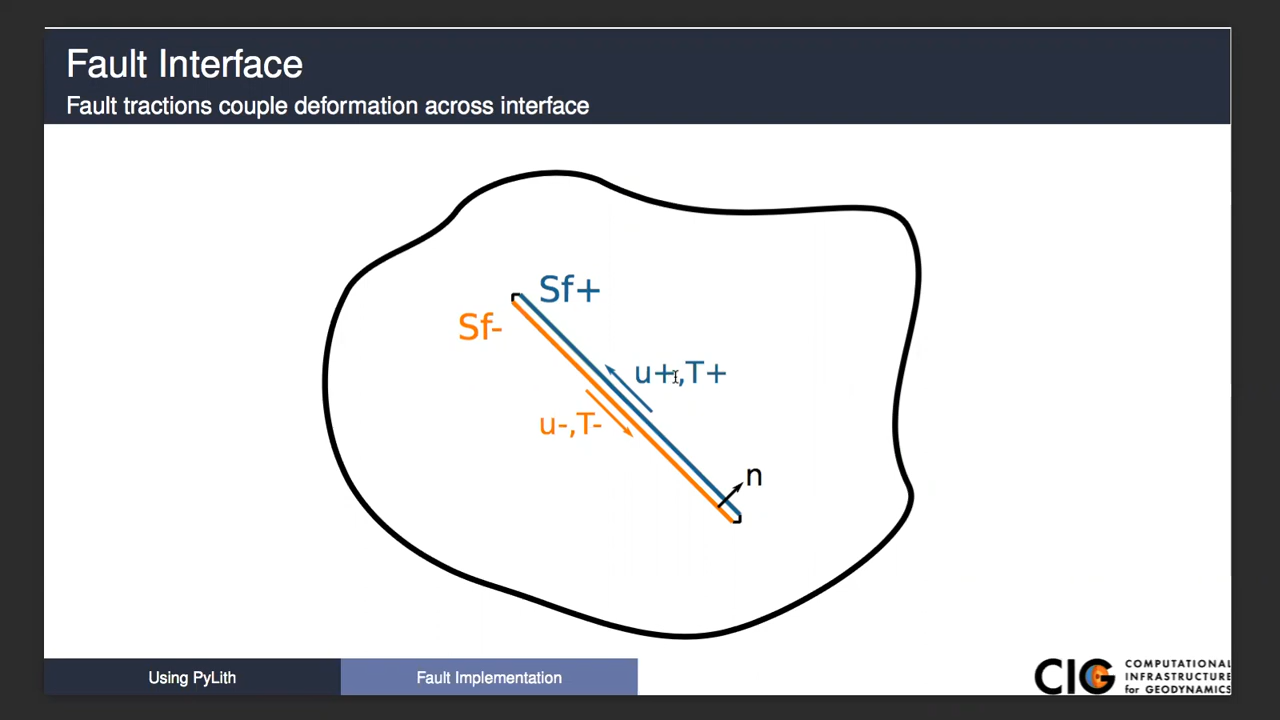 Fault Interface
Fault tractions couple deformation across interface
Sf+
Sf-
u+,T+
u-,T-
n
Using PyLith
Fault Implementation
CIG
COMPUTATIONAL
INFRASTRUCTURE
for GEODYNAMICS